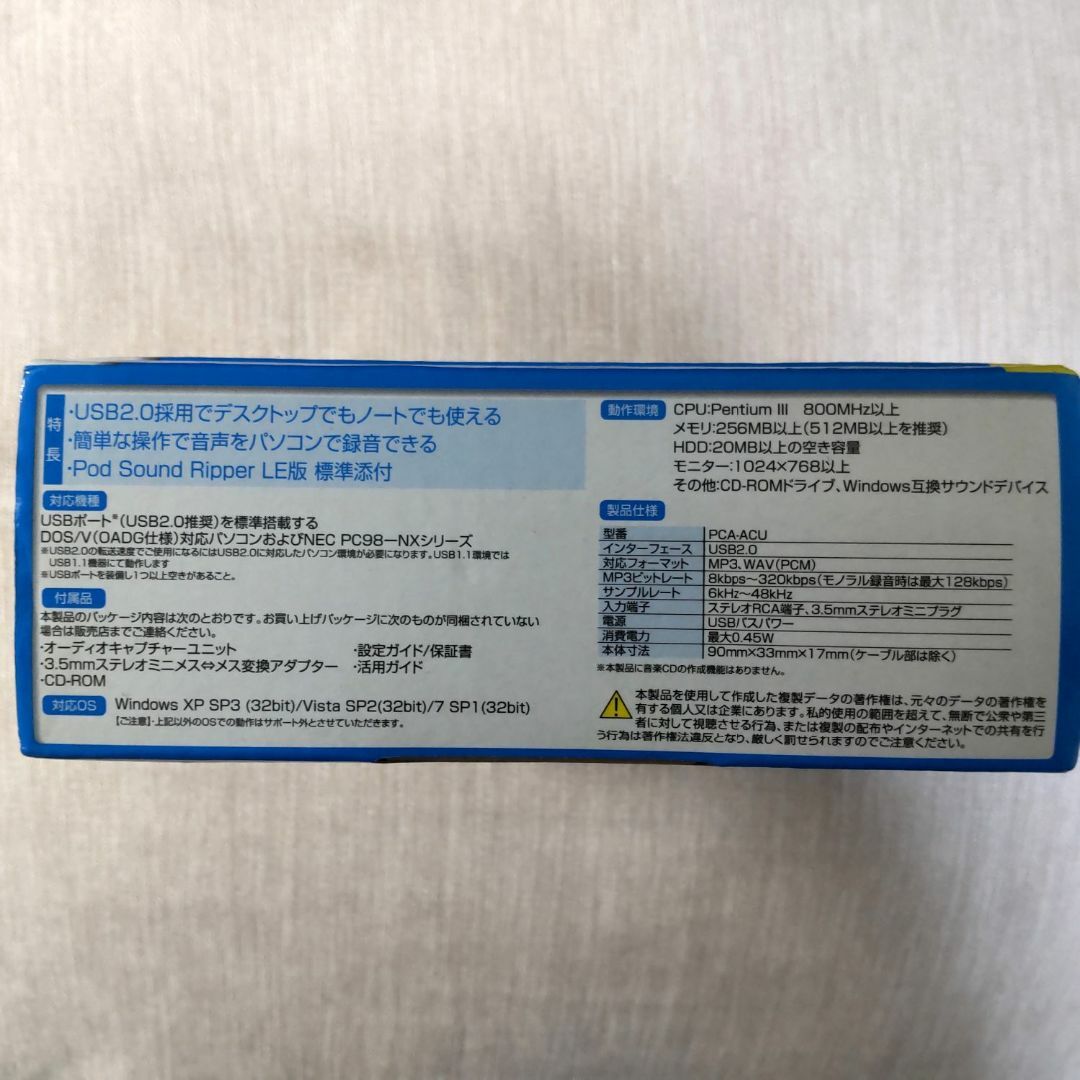 特長
・USB2.0採用でデスクトップでもノートでも使える
・簡単な操作で音声をパソコンで録音できる
・Pod Sound Ripper LE版 標準添付
対応機種
USBポート※(USB2.0推奨)を標準搭載する
DOS/V(OADG仕様)対応パソコンおよびNEC PC98-NXシリーズ
※USB2.0の転送速度でご使用になるにはUSB2.0に対応したパソコン環境が必要になります。USB1.1環境では
USB1.1機器にて動作します
※USBポートを装備し1つ以上空きがあること。
付属品
本製品のパッケージ内容は次のとおりです。お買い上げパッケージに次のものが同梱されていない
場合は販売店までご連絡ください。
・オーディオキャプチャーユニット ・設定ガイド/保証書
・3.5mmステレオミニメス⇔メス変換アダプター ・活用ガイド
・CD-ROM
対応OS Windows XP SP3 (32bit)/Vista SP2(32bit)/7 SP1(32bit)
【ご注意】・上記以外のOSでの動作はサポート外とさせていただきます。
動作環境 CPU:Pentium III 800MHz以上
メモリ:256MB以上(512MB以上を推奨)
HDD:20MB以上の空き容量
モニター:1024×768以上
その他:CD-ROMドライブ、Windows互換サウンドデバイス
製品仕様
型番 PCA-ACU
インターフェース USB2.0
対応フォーマット MP3、WAV(PCM)
MP3ビットレート 8kbps〜320kbps(モノラル録音時は最大128kbps)
サンプルレート 6kHz〜48kHz
入力端子 ステレオRCA端子、3.5mmステレオミニプラグ
電源 USBバスパワー
消費電力 最大0.45W
本体寸法 90mm×33mm×17mm(ケーブル部は除く)
※本製品に音楽CDの作成機能はありません。
本製品を使用して作成した複製データの著作権は、元々のデータの著作権を
有する個人又は企業にあります。私的使用の範囲を超えて、無断で公衆や第三
者に対して視聴させる行為、または複製の配布やインターネットでの共有を行
う行為は著作権法違反となり、厳しく罰せられますのでご注意ください。